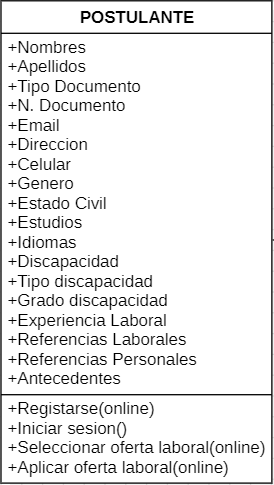 POSTULANTE
+Nombres
+Apellidos
+Tipo Documento
+N. Documento
+Email
+Direccion
+Celular
+Genero
+Estado Civil
+Estudios
+Idiomas
+Discapacidad
+Tipo discapacidad
+Grado discapacidad
+Experiencia Laboral
+Referencias Laborales
+Referencias Personales
+Antecedentes
+Registarse(online)
+Iniciar sesion()
+Seleccionar oferta laboral(online)
+Aplicar oferta laboral(online)